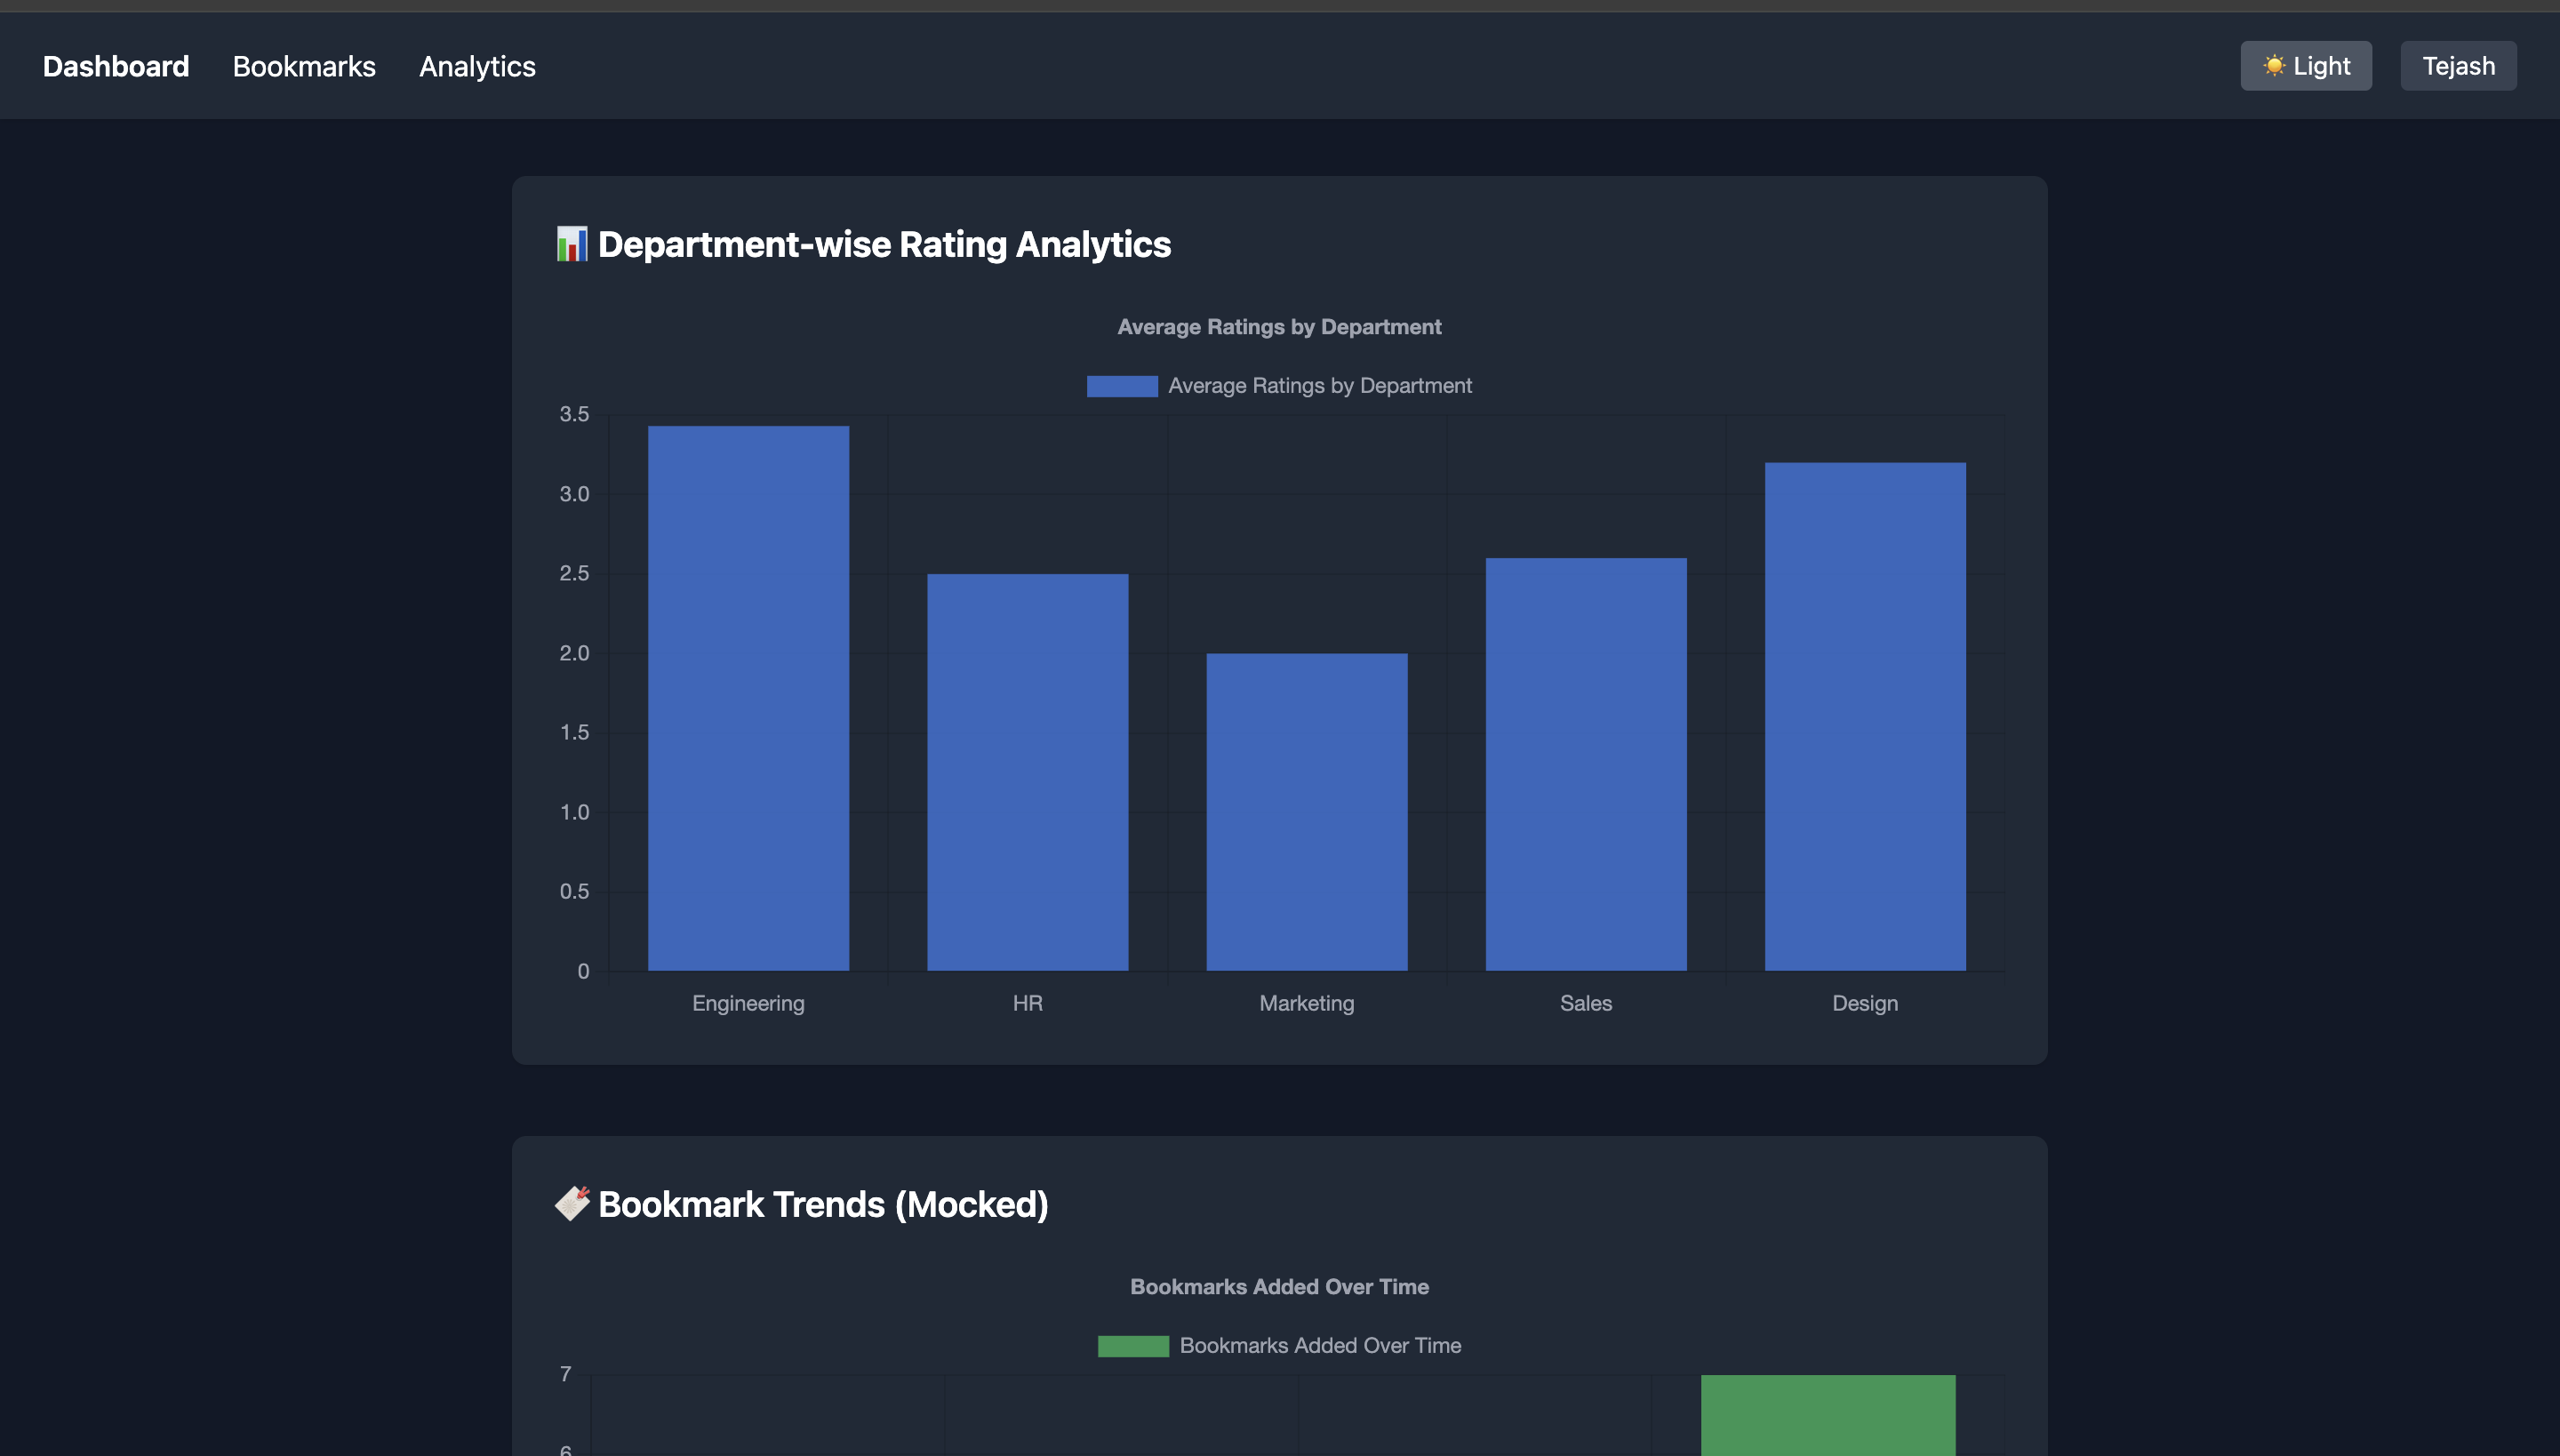 Dashboard Bookmarks Analytics ☀️ Light Tejash
📊 Department-wise Rating Analytics
Average Ratings by Department
Average Ratings by Department
3.5
3.0
2.5
2.0
1.5
1.0
0.5
0
Engineering HR Marketing Sales Design
Bookmark Trends (Mocked)
Bookmarks Added Over Time
Bookmarks Added Over Time
7
6